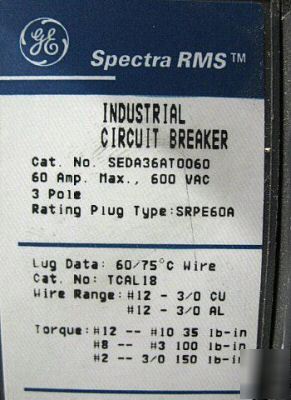 GE
Spectra RMS™
INDUSTRIAL
CIRCUIT BREAKER
Cat. No. SEDA36AT0060
60 Amp. Max., 600 VAC
3 Pole
Rating Plug Type: SRPE60A
Lug Data: 60/75°C Wire
Cat. No: TCAL18
Wire Range: #12 - 3/0 CU
#12 - 3/0 AL
Torque: #12 -- #10 35 lb-in
#8 -- #3 100 lb-in
#2 -- 3/0 150 lb-in